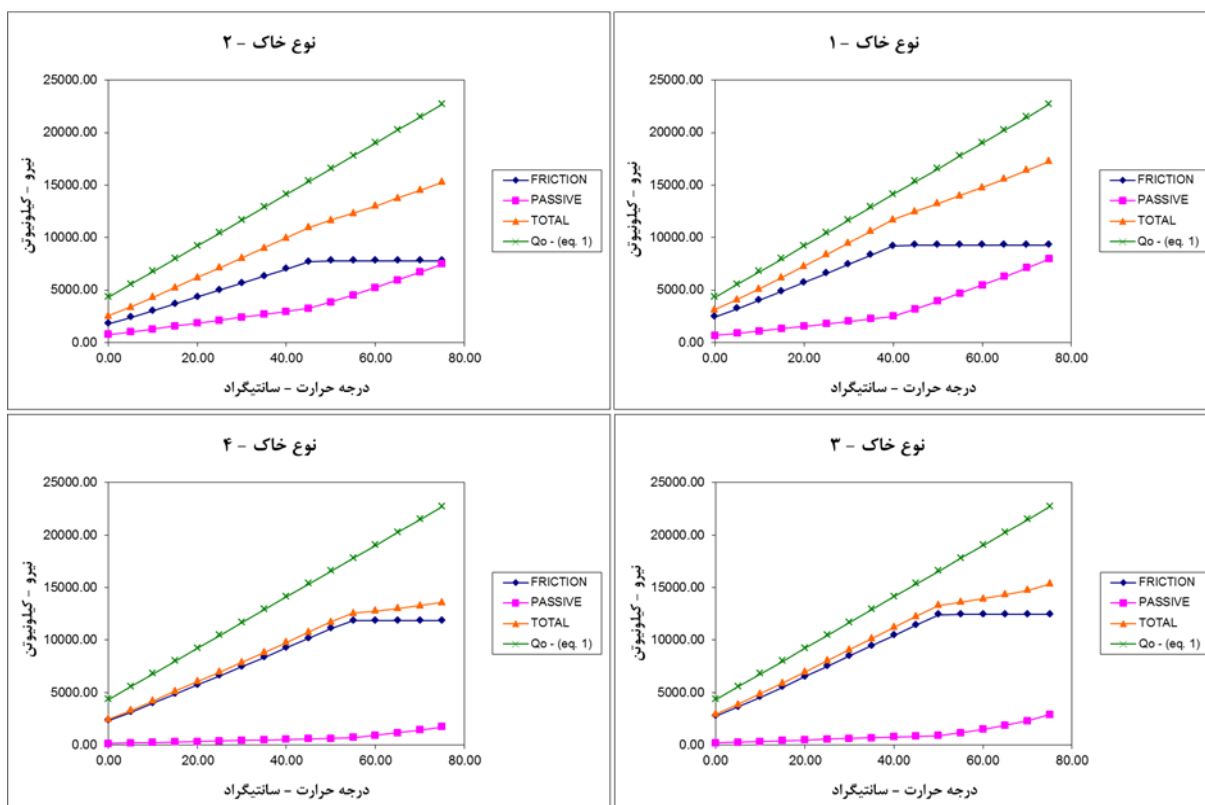 نوع خاک - ۱
25000.00
20000.00
15000.00
10000.00
5000.00
0.00
نیرو - کیلونیوتن
0.00 20.00 40.00 60.00 80.00
درجه حرارت - سانتیگراد
FRICTION
PASSIVE
TOTAL
Qo - (eq. 1)
نوع خاک - ۲
25000.00
20000.00
15000.00
10000.00
5000.00
0.00
نیرو - کیلونیوتن
0.00 20.00 40.00 60.00 80.00
درجه حرارت - سانتیگراد
FRICTION
PASSIVE
TOTAL
Qo - (eq. 1)
نوع خاک - ۳
25000.00
20000.00
15000.00
10000.00
5000.00
0.00
نیرو - کیلونیوتن
0.00 20.00 40.00 60.00 80.00
درجه حرارت - سانتیگراد
FRICTION
PASSIVE
TOTAL
Qo - (eq. 1)
نوع خاک - ۴
25000.00
20000.00
15000.00
10000.00
5000.00
0.00
نیرو - کیلونیوتن
0.00 20.00 40.00 60.00 80.00
درجه حرارت - سانتیگراد
FRICTION
PASSIVE
TOTAL
Qo - (eq. 1)